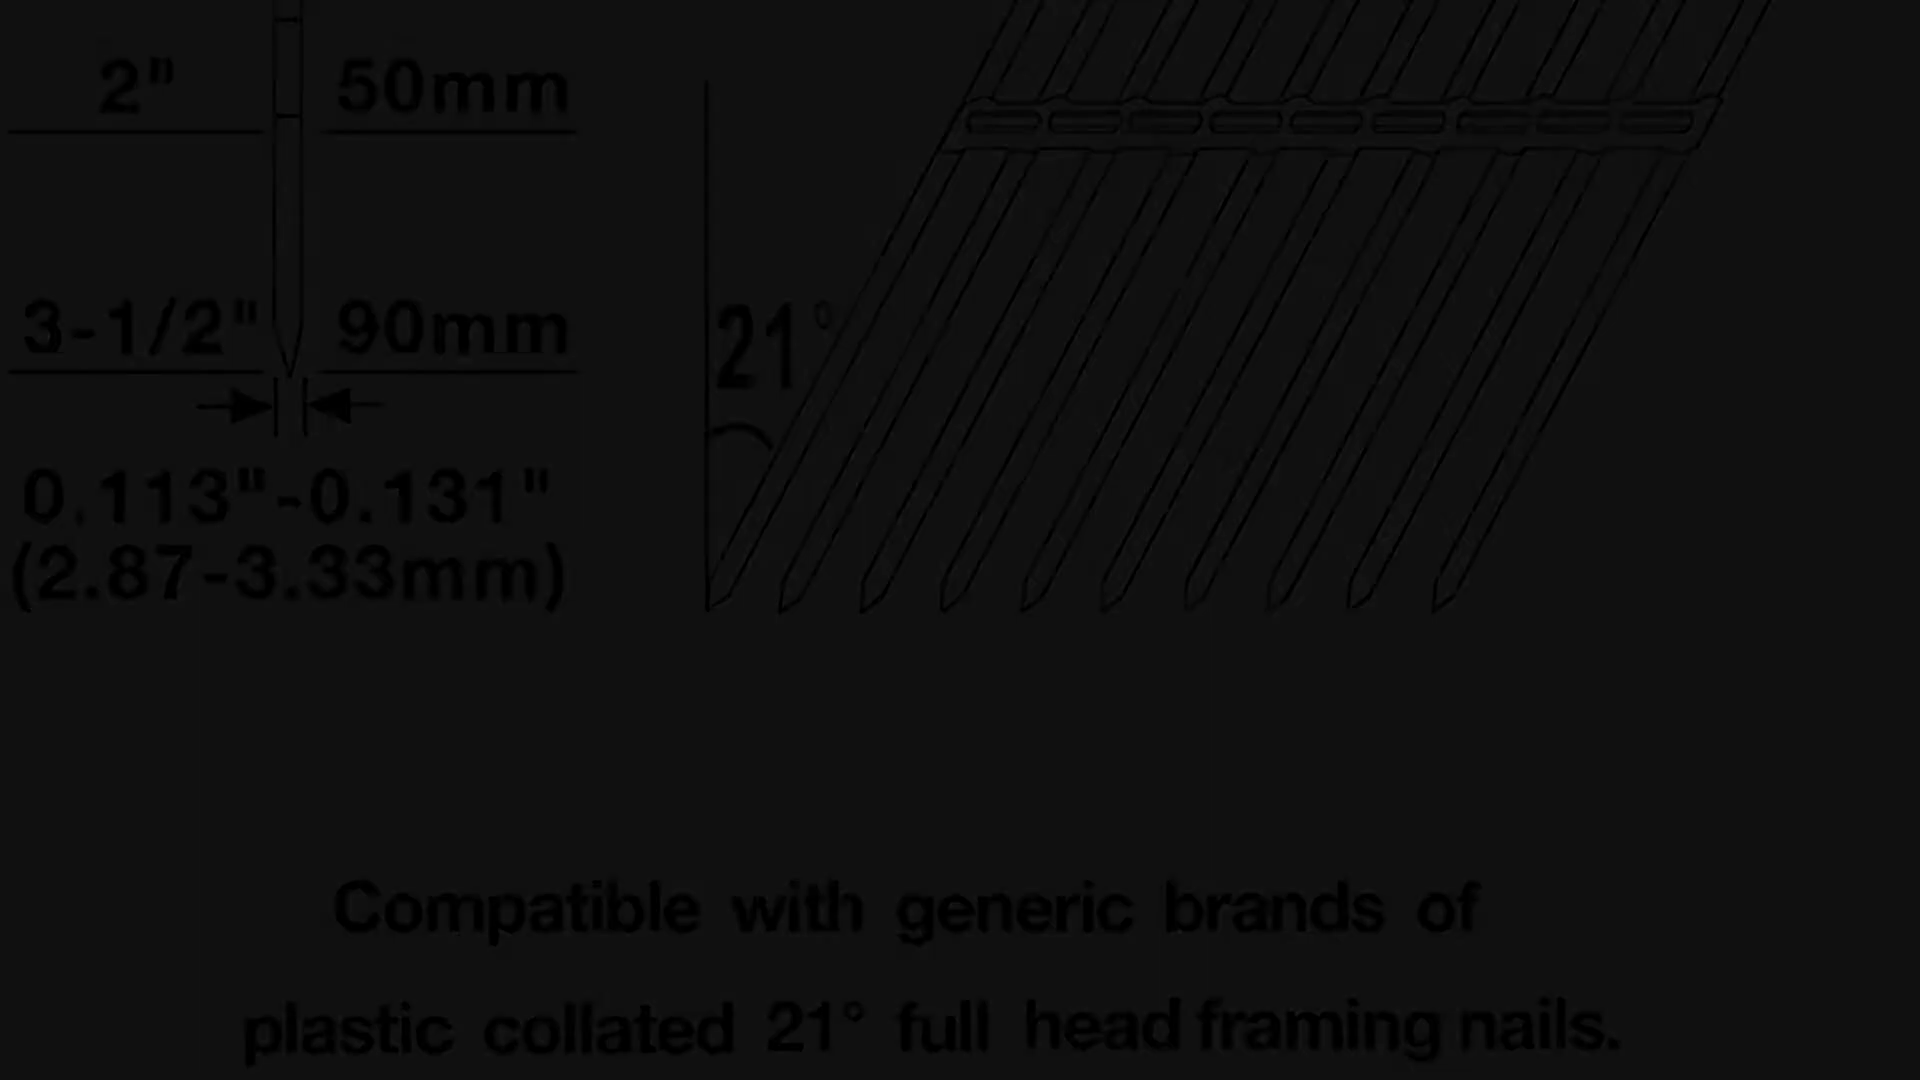 2" 50mm
3-1/2" 90mm
21°
0.113"-0.131"
(2.87-3.33mm)
Compatible with generic brands of
plastic collated 21° full head framing nails.